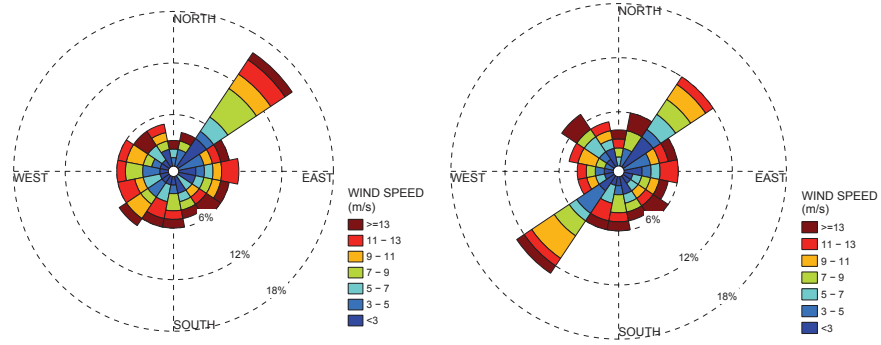 NORTH
WEST
EAST
SOUTH
6%
12%
18%
WIND SPEED
(m/s)
>=13
11 − 13
9 − 11
7 − 9
5 − 7
3 − 5
<3
NORTH
WEST
EAST
SOUTH
6%
12%
18%
WIND SPEED
(m/s)
>=13
11 − 13
9 − 11
7 − 9
5 − 7
3 − 5
<3